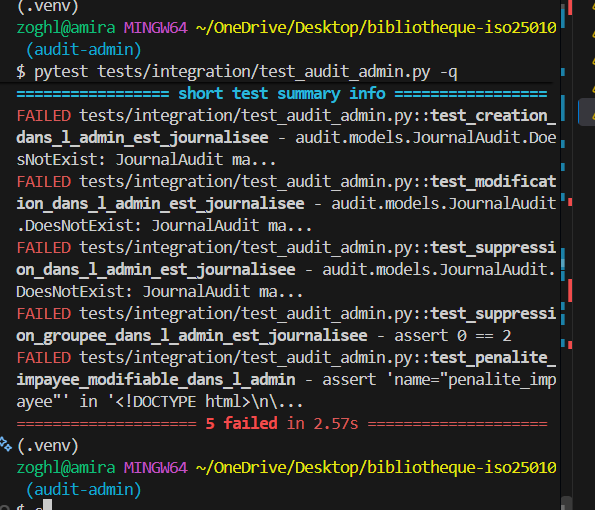 (.venv)
zoghl@amira MINGW64 ~/OneDrive/Desktop/bibliotheque-iso25010
(audit-admin)
$ pytest tests/integration/test_audit_admin.py -q
================= short test summary info =================
FAILED tests/integration/test_audit_admin.py::test_creation_
dans_l_admin_est_journalisee - audit.models.JournalAudit.Doe
sNotExist: JournalAudit ma...
FAILED tests/integration/test_audit_admin.py::test_modificat
ion_dans_l_admin_est_journalisee - audit.models.JournalAudit
.DoesNotExist: JournalAudit ma...
FAILED tests/integration/test_audit_admin.py::test_suppressi
on_dans_l_admin_est_journalisee - audit.models.JournalAudit.
DoesNotExist: JournalAudit ma...
FAILED tests/integration/test_audit_admin.py::test_suppressi
on_groupee_dans_l_admin_est_journalisee - assert 0 == 2
FAILED tests/integration/test_audit_admin.py::test_penalite_
impayee_modifiable_dans_l_admin - assert 'name="penalite_imp
ayee"' in '<!DOCTYPE html>\n\...
==================== 5 failed in 2.57s ====================
(.venv)
zoghl@amira MINGW64 ~/OneDrive/Desktop/bibliotheque-iso25010
(audit-admin)